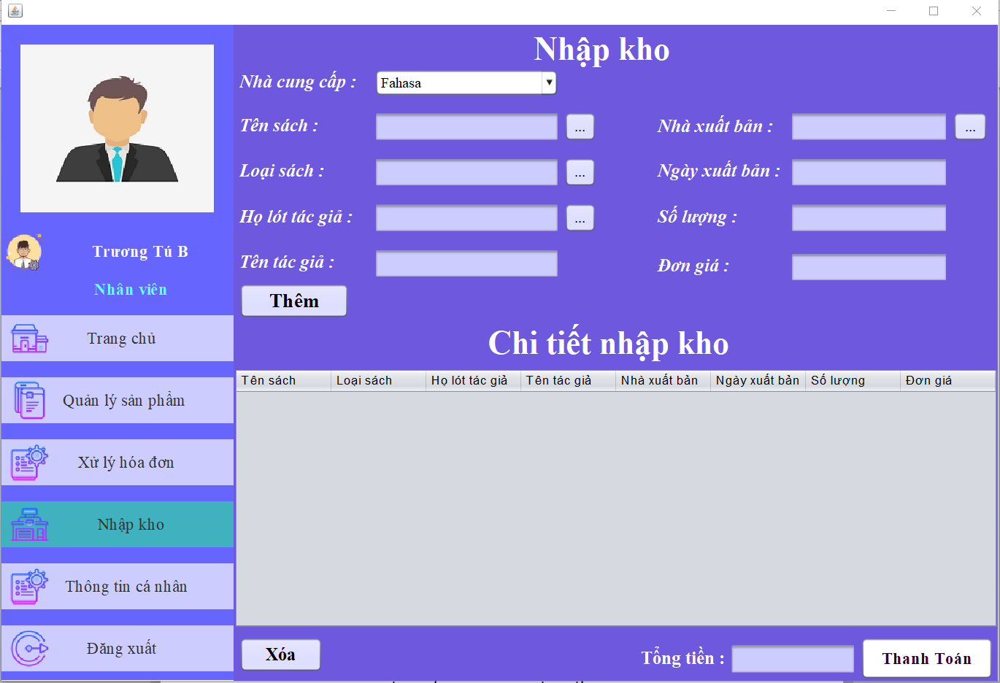 Nhập kho
Nhà cung cấp : Fahasa
Tên sách : ... Nhà xuất bản : ...
Loại sách : ... Ngày xuất bản :
Họ lót tác giả : ... Số lượng :
Tên tác giả : Đơn giá :
Thêm
Trương Tú B
Nhân viên
Trang chủ
Quản lý sản phẩm
Xử lý hóa đơn
Nhập kho
Thông tin cá nhân
Đăng xuất
Chi tiết nhập kho
Tên sách Loại sách Họ lót tác giả Tên tác giả Nhà xuất bản Ngày xuất bản Số lượng Đơn giá
Xóa Tổng tiền : Thanh Toán